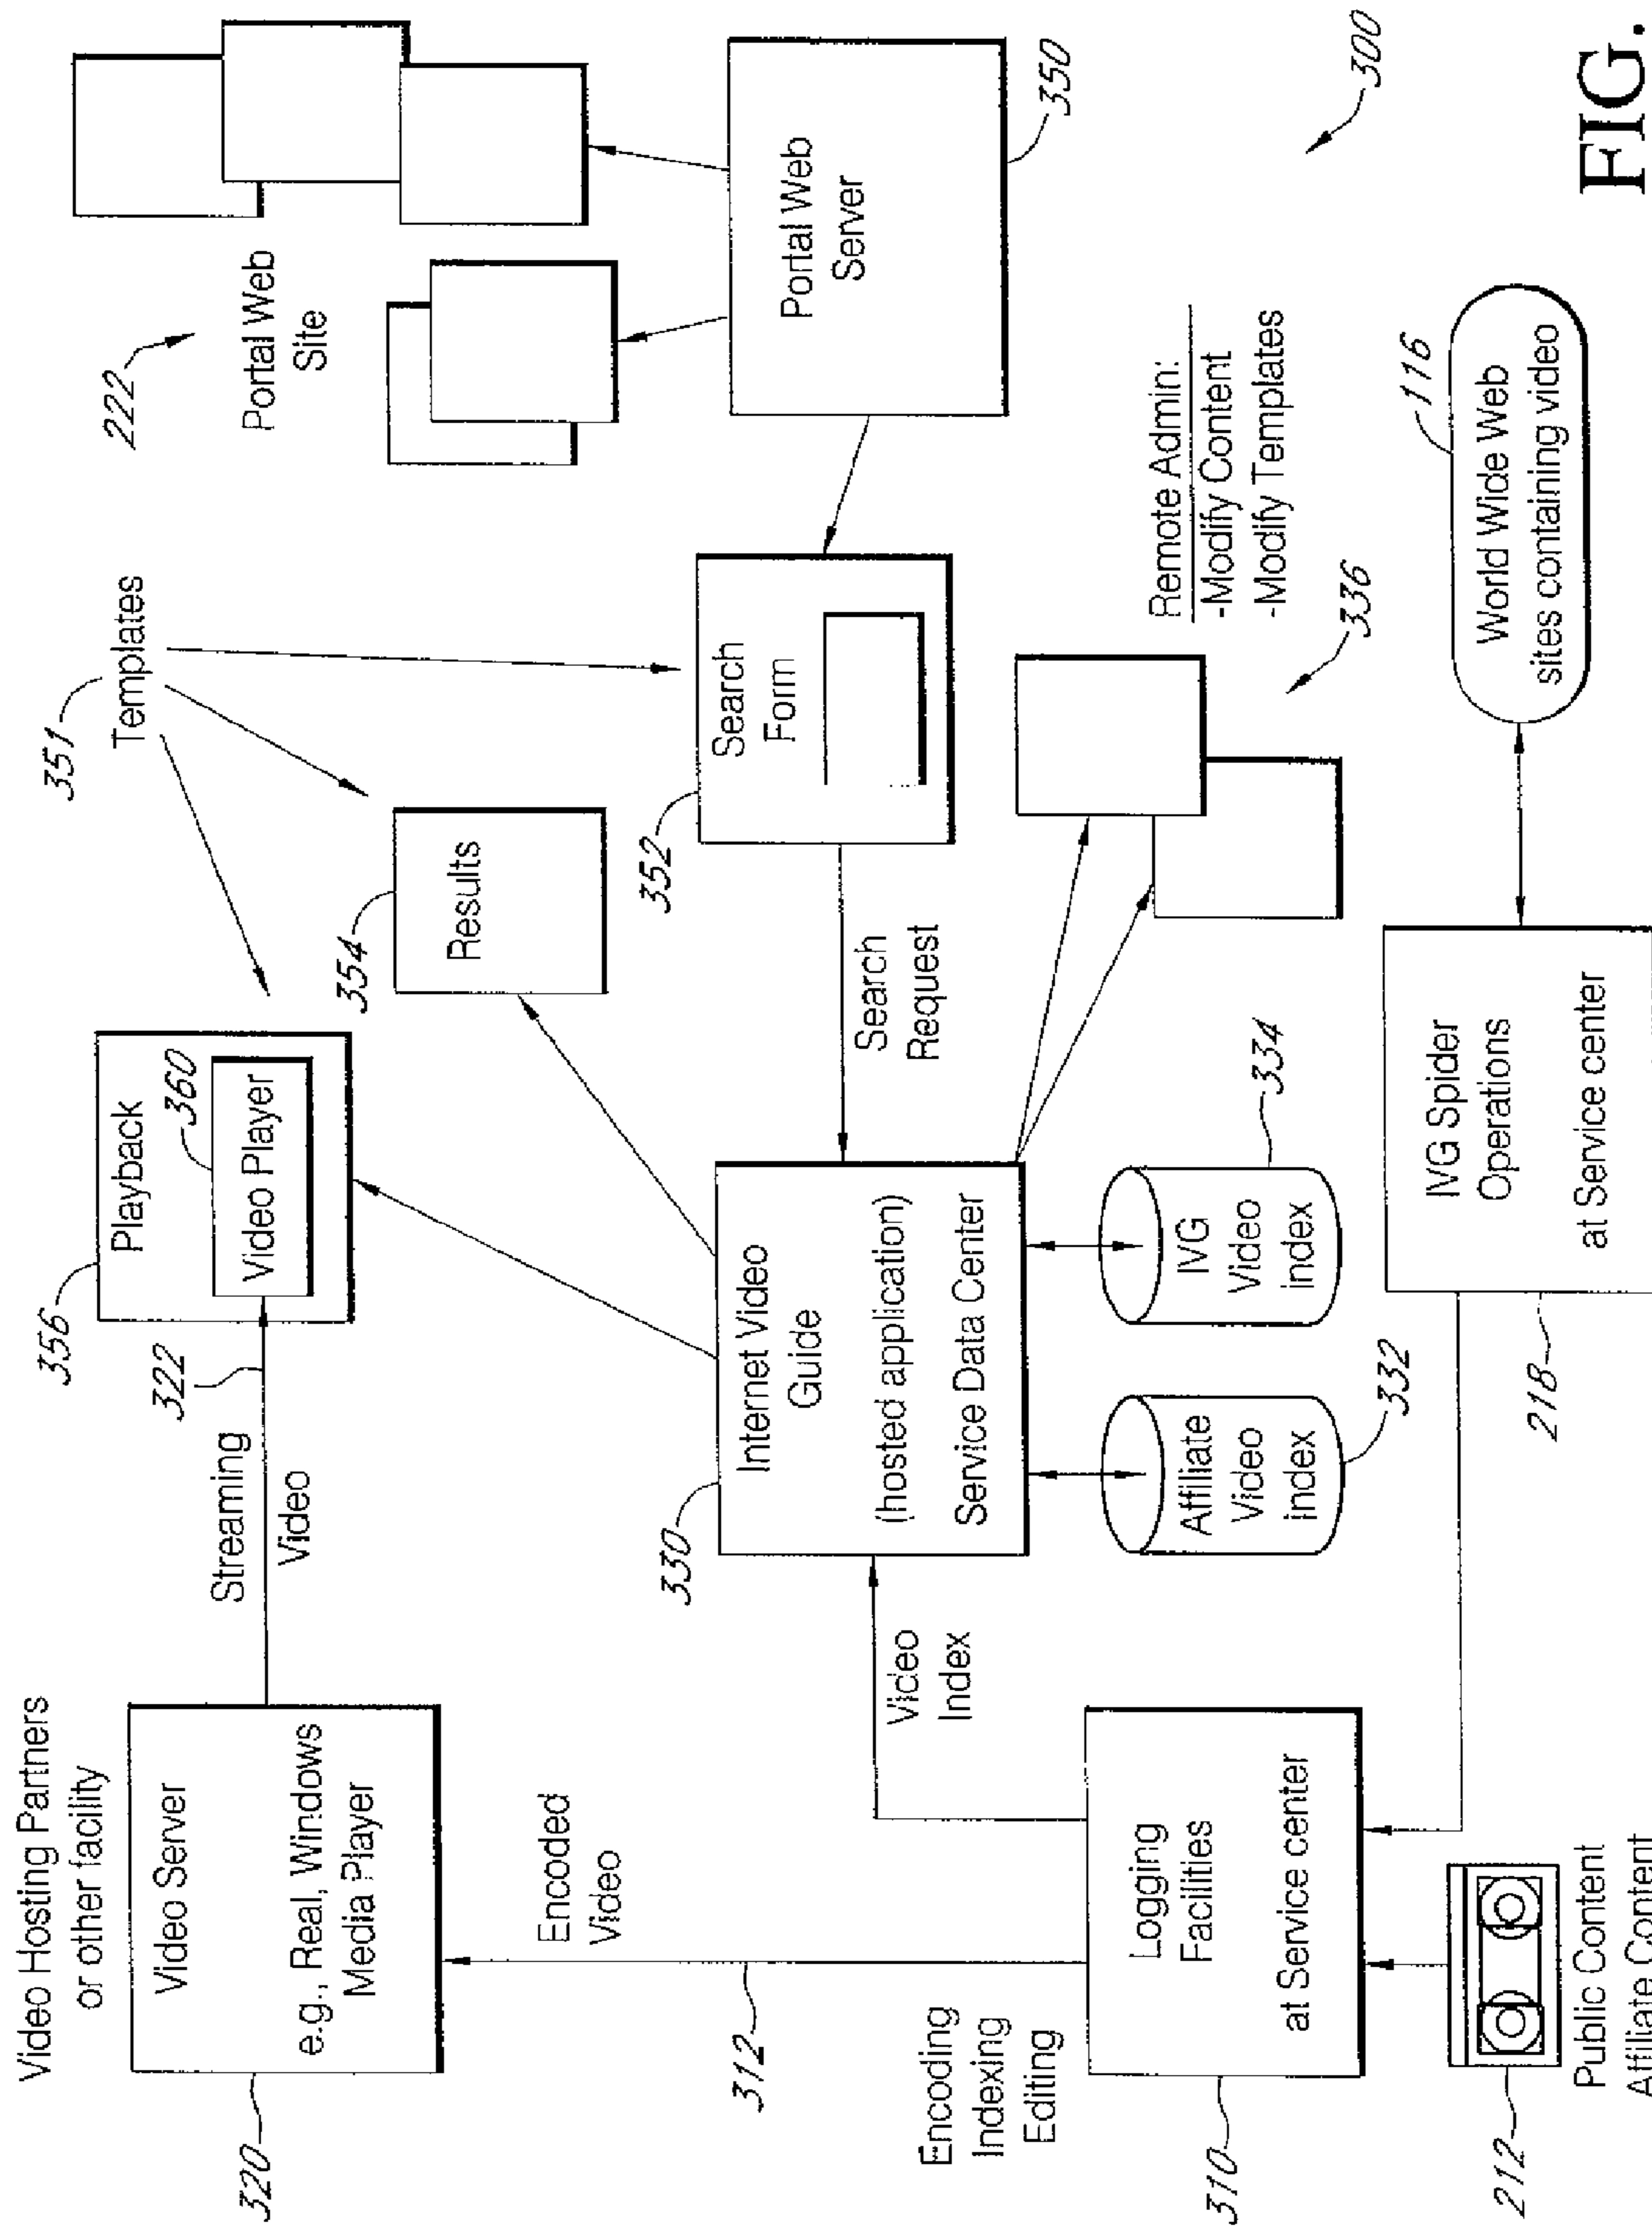 Video Hosting Partners
or other facility
320
Video Server
e.g., Real, Windows
Media Player
Streaming
Video
322
356
Playback
360
Video Player
351
Templates
222
Portal Web
Site
354
Results
312
Encoded
Video
330
Internet Video
Guide
(hosted application)
Service Data Center
Search
Request
352
Search
Form
Portal Web
Server
350
Encoding
Indexing
Editing
Video
Index
310
Logging
Facilities
at Service center
Affiliate
Video
index
332
IVG
Video
index
334
Remote Admin:
-Modify Content
-Modify Templates
336
300
212
Public Content
Affiliate Content
218
IVG Spider
Operations
at Service center
116
World Wide Web
sites containing video
FIG.